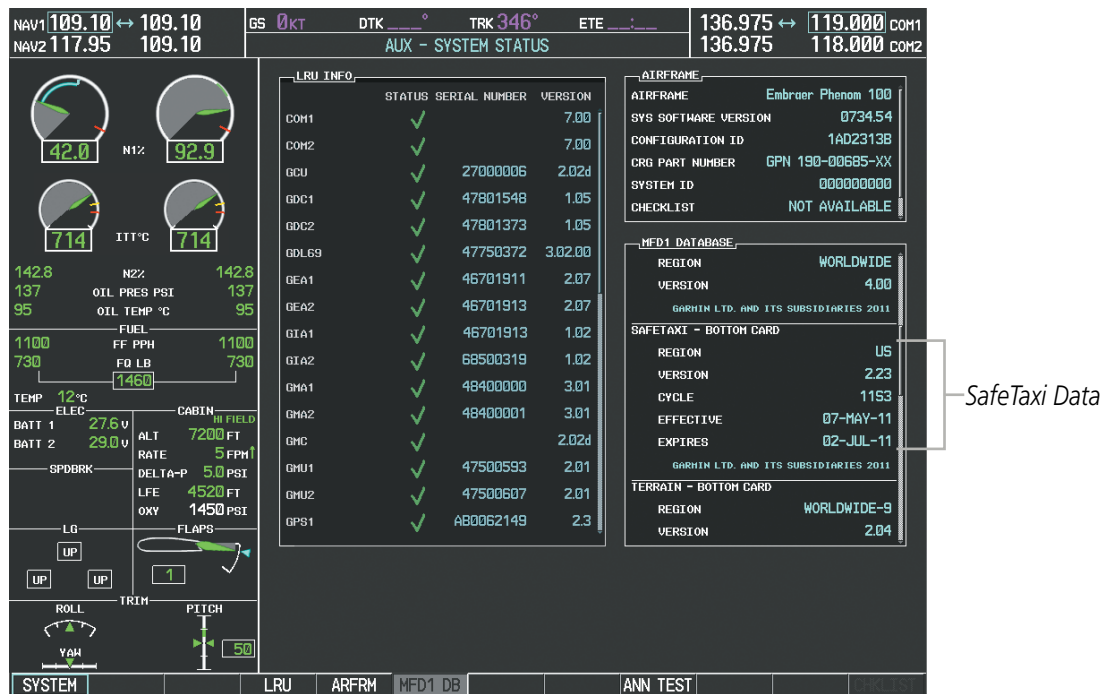 NAV1 109.10 ↔ 109.10
NAV2 117.95 109.10
GS 0KT DTK ___° TRK 346° ETE __:__
AUX - SYSTEM STATUS
136.975 ↔ 119.000 COM1
136.975 118.000 COM2
42.0 N1% 92.9
714 ITT°C 714
142.8 N2% 142.8
137 OIL PRES PSI 137
95 OIL TEMP °C 95
FUEL
1100 FF PPH 1100
730 FQ LB 730
1460
TEMP 12°C
ELEC
BATT 1 27.6 V
BATT 2 29.0 V
SPDBRK
CABIN
HI FIELD
ALT 7200 FT
RATE 5 FPM↑
DELTA-P 5.0 PSI
LFE 4520 FT
OXY 1450 PSI
LG
UP
UP UP
FLAPS
1
TRIM
ROLL
YAW
PITCH
50
LRU INFO
STATUS SERIAL NUMBER VERSION
COM1 ✓ 7.00
COM2 ✓ 7.00
GCU ✓ 27000006 2.02d
GDC1 ✓ 47801548 1.05
GDC2 ✓ 47801373 1.05
GDL69 ✓ 47750372 3.02.00
GEA1 ✓ 46701911 2.07
GEA2 ✓ 46701913 2.07
GIA1 ✓ 46701913 1.02
GIA2 ✓ 68500319 1.02
GMA1 ✓ 48400000 3.01
GMA2 ✓ 48400001 3.01
GMC ✓ 2.02d
GMU1 ✓ 47500593 2.01
GMU2 ✓ 47500607 2.01
GPS1 ✓ AB0062149 2.3
AIRFRAME
AIRFRAME Embraer Phenom 100
SYS SOFTWARE VERSION 0734.54
CONFIGURATION ID 1AD2313B
CRG PART NUMBER GPN 190-00685-XX
SYSTEM ID 000000000
CHECKLIST NOT AVAILABLE
MFD1 DATABASE
REGION WORLDWIDE
VERSION 4.00
GARMIN LTD. AND ITS SUBSIDIARIES 2011
SAFETAXI - BOTTOM CARD
REGION US
VERSION 2.23
CYCLE 11S3
EFFECTIVE 07-MAY-11
EXPIRES 02-JUL-11
GARMIN LTD. AND ITS SUBSIDIARIES 2011
TERRAIN - BOTTOM CARD
REGION WORLDWIDE-9
VERSION 2.04
SafeTaxi Data
SYSTEM LRU ARFRM MFD1 DB ANN TEST CHKLIST